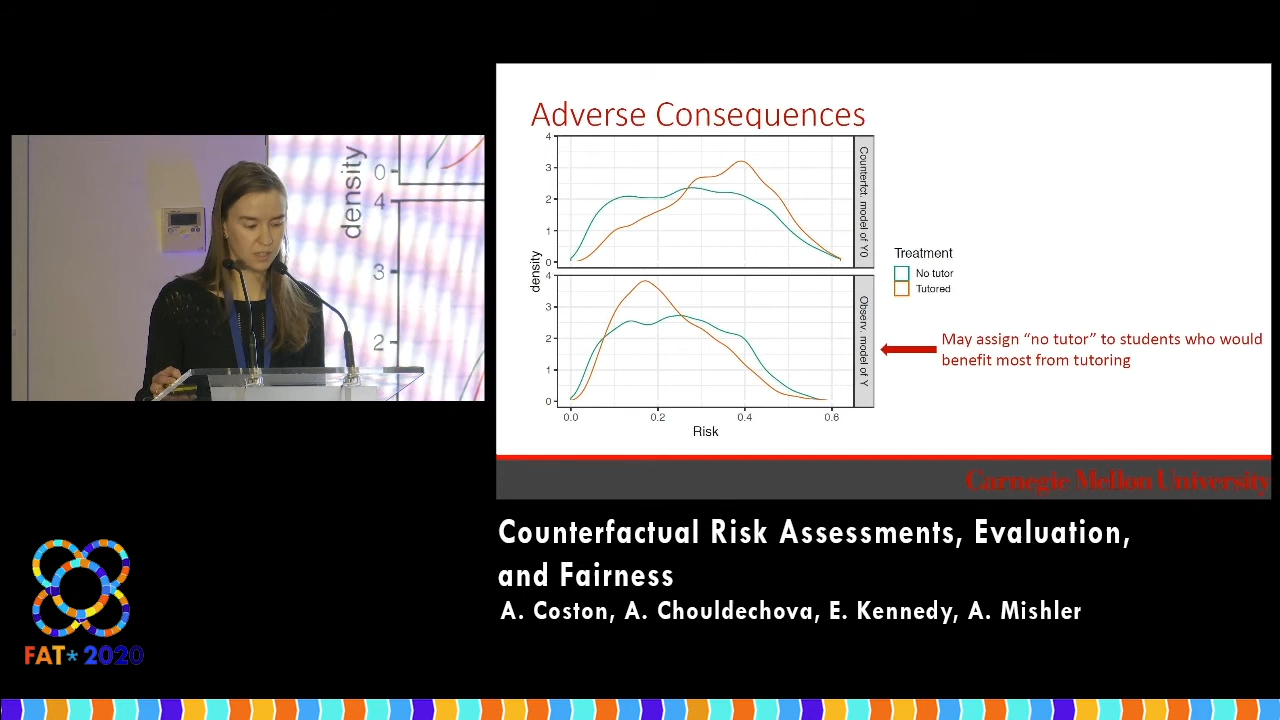 density
0
4
3
2
Adverse Consequences
4
3
2
1
0
Counterfct. model of Y0
4
3
2
1
0
Observ. model of Y
density
0.0 0.2 0.4 0.6
Risk
Treatment
No tutor
Tutored
May assign “no tutor” to students who would
benefit most from tutoring
Carnegie Mellon University
Counterfactual Risk Assessments, Evaluation,
and Fairness
A. Coston, A. Chouldechova, E. Kennedy, A. Mishler
FAT* 2020